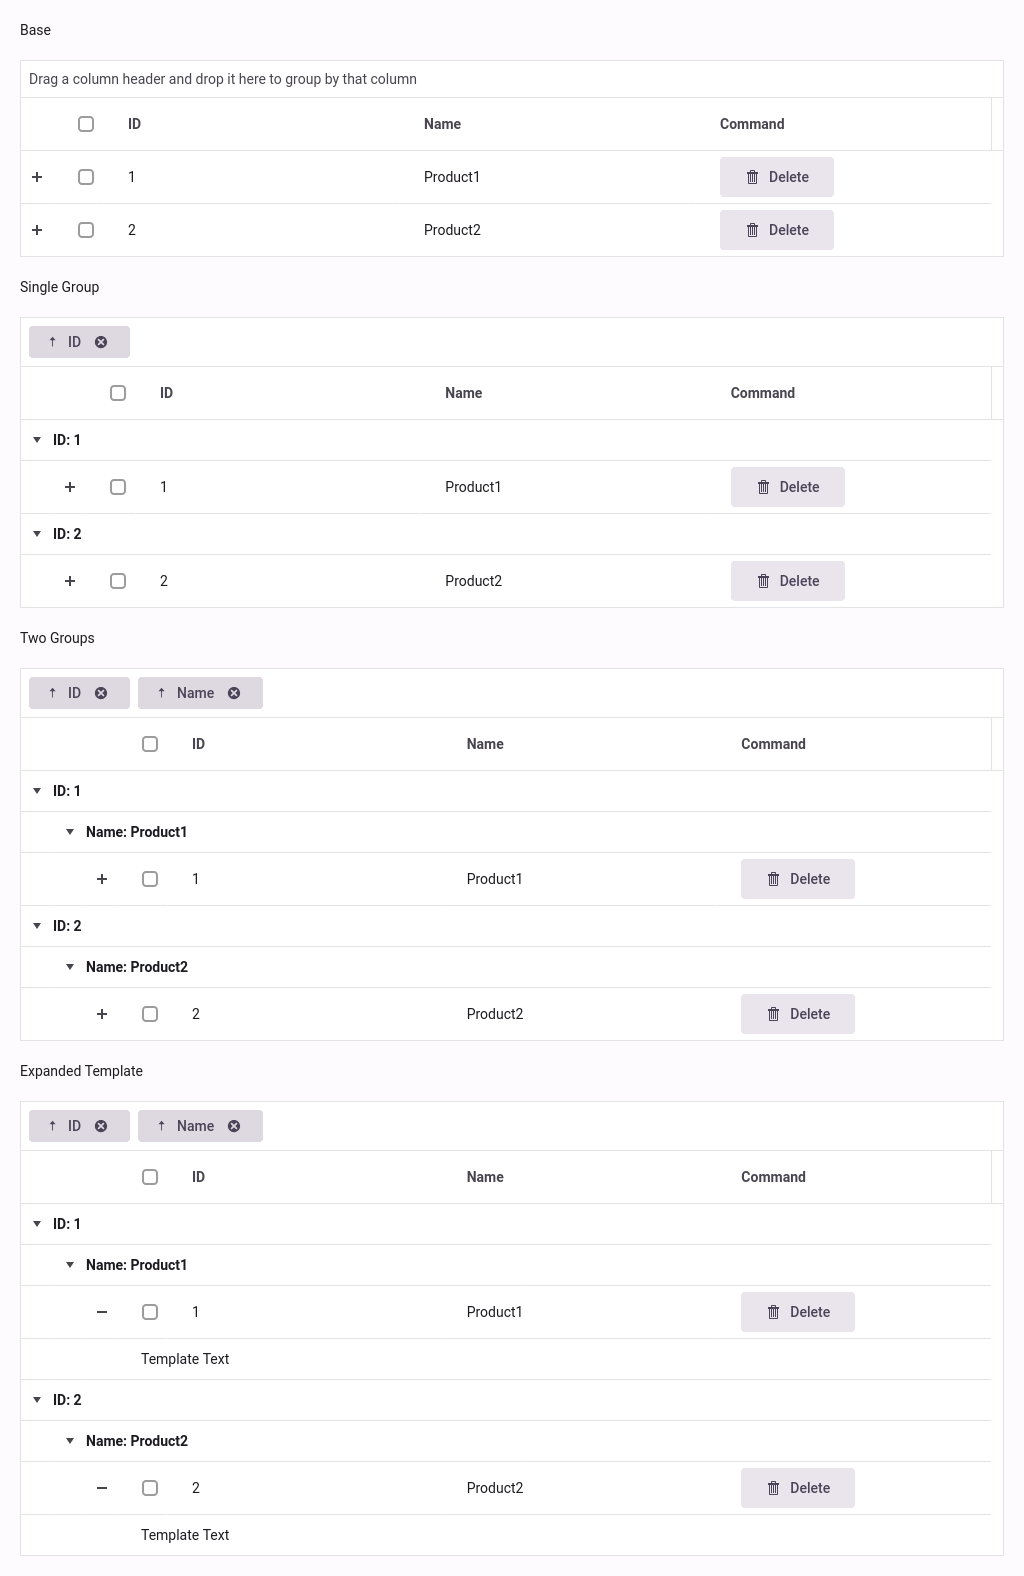 Base
Drag a column header and drop it here to group by that column
ID Name Command
1 Product1 Delete
2 Product2 Delete
Single Group
ID
ID Name Command
ID: 1
1 Product1 Delete
ID: 2
2 Product2 Delete
Two Groups
ID Name
ID Name Command
ID: 1
Name: Product1
1 Product1 Delete
ID: 2
Name: Product2
2 Product2 Delete
Expanded Template
ID Name
ID Name Command
ID: 1
Name: Product1
1 Product1 Delete
Template Text
ID: 2
Name: Product2
2 Product2 Delete
Template Text